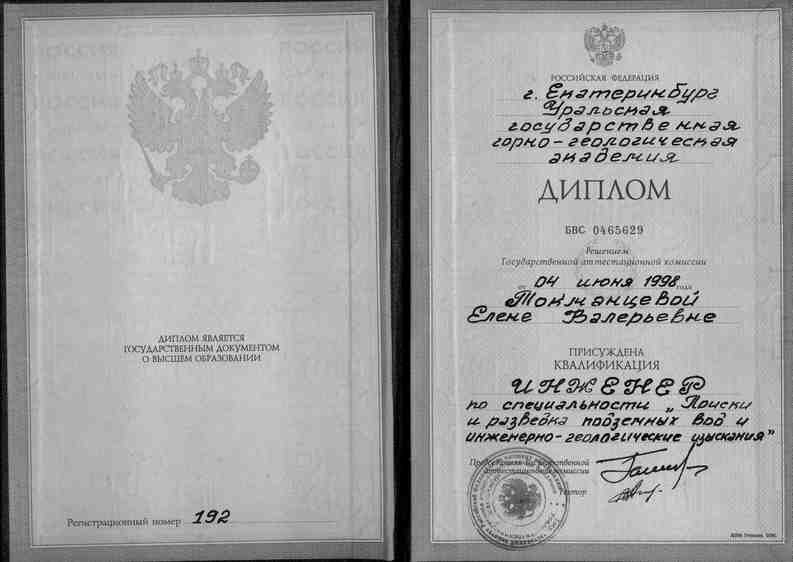 ДИПЛОМ ЯВЛЯЕТСЯ
ГОСУДАРСТВЕННЫМ ДОКУМЕНТОМ
О ВЫСШЕМ ОБРАЗОВАНИИ
Регистрационный номер 192
РОССИЙСКАЯ ФЕДЕРАЦИЯ
г. Екатеринбург
Уральская
государственная
горно-геологическая
академия
ДИПЛОМ
БВС 0465629
Решением
Государственной аттестационной комиссии
от 04 июня 1998 года
Токманцевой
Елене Валерьевне
ПРИСУЖДЕНА
КВАЛИФИКАЦИЯ
ИНЖЕНЕР
по специальности „Поиски
и разведка подземных вод и
инженерно-геологические изыскания"
Председатель Государственной
аттестационной комиссии
Ректор